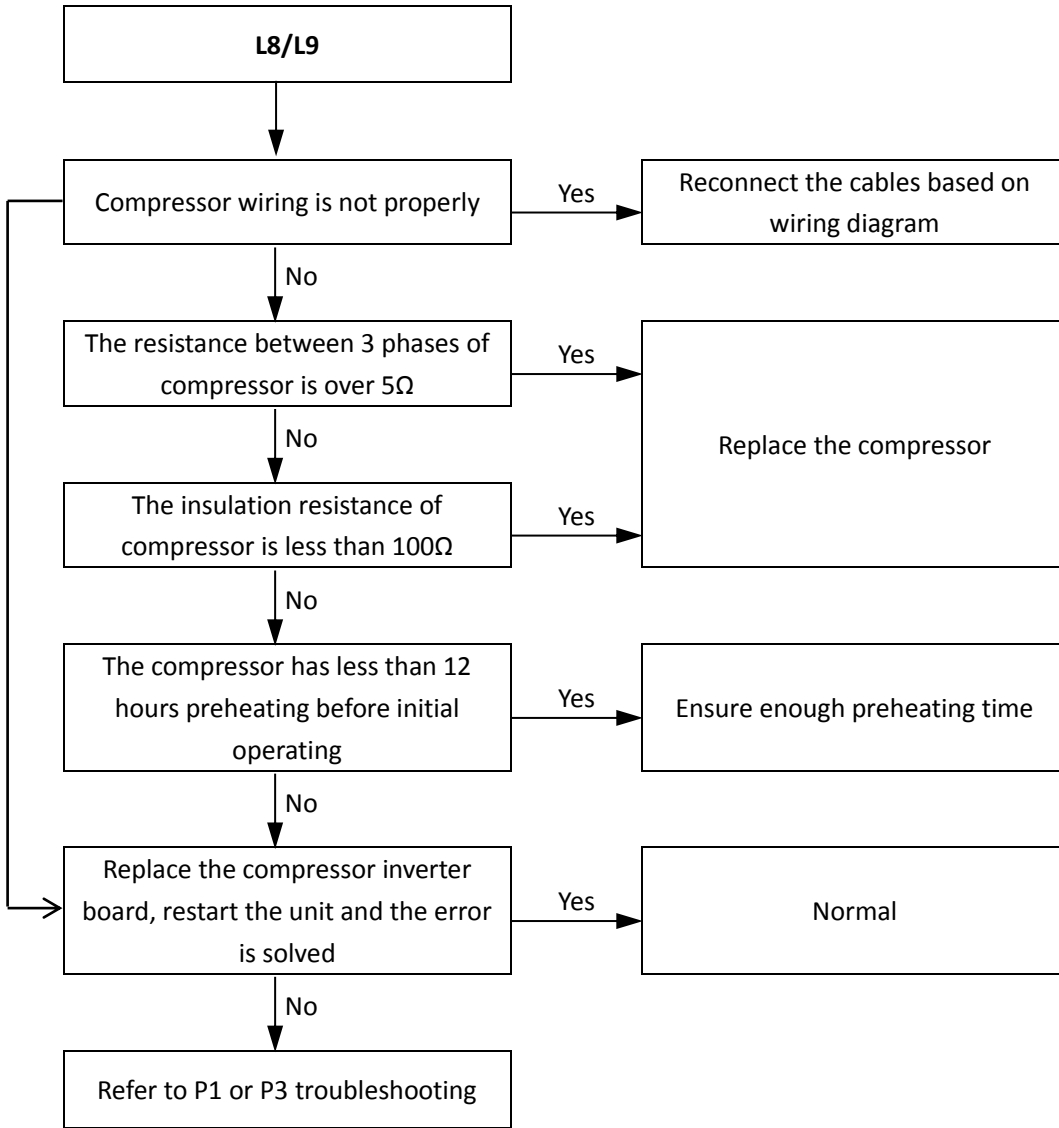 L8/L9
Compressor wiring is not properly
Yes
Reconnect the cables based on
wiring diagram
No
The resistance between 3 phases of
compressor is over 5Ω
Yes
Replace the compressor
No
The insulation resistance of
compressor is less than 100Ω
Yes
No
The compressor has less than 12
hours preheating before initial
operating
Yes
Ensure enough preheating time
No
Replace the compressor inverter
board, restart the unit and the error
is solved
Yes
Normal
No
Refer to P1 or P3 troubleshooting